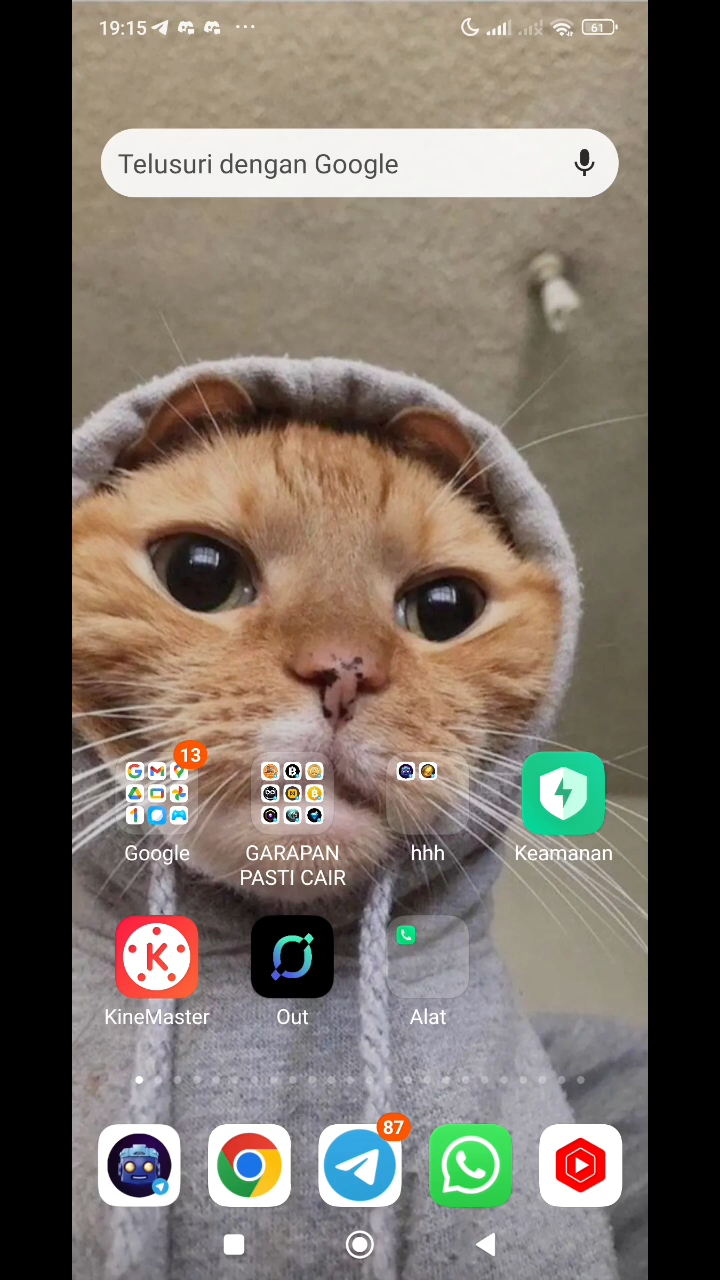 19:15
61
Telusuri dengan Google
13
Google
GARAPAN
PASTI CAIR
hhh
Keamanan
K
KineMaster
Out
Alat
87